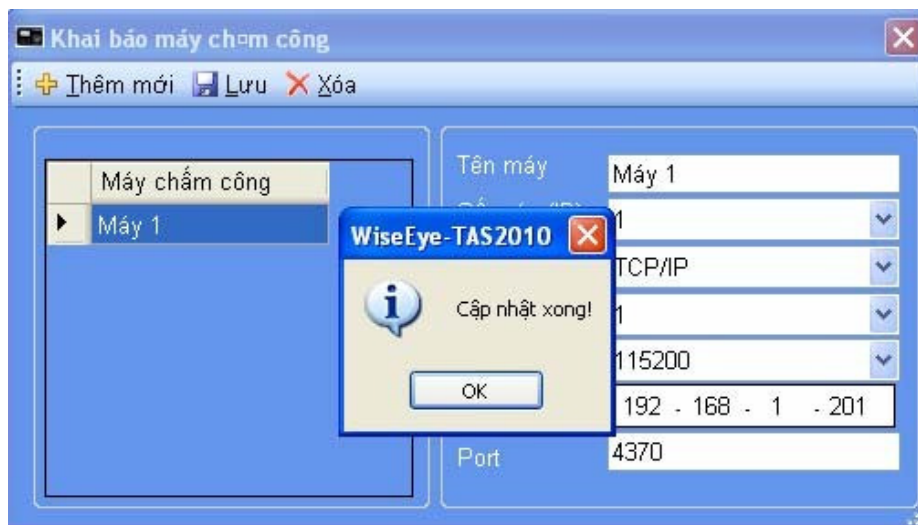 Khai báo máy ch¤m công
Thêm mới Lưu Xóa
Máy chấm công
Máy 1
Tên máy Máy 1
1
TCP/IP
1
115200
192 - 168 - 1 - 201
Port 4370
WiseEye-TAS2010
Cập nhật xong!
OK